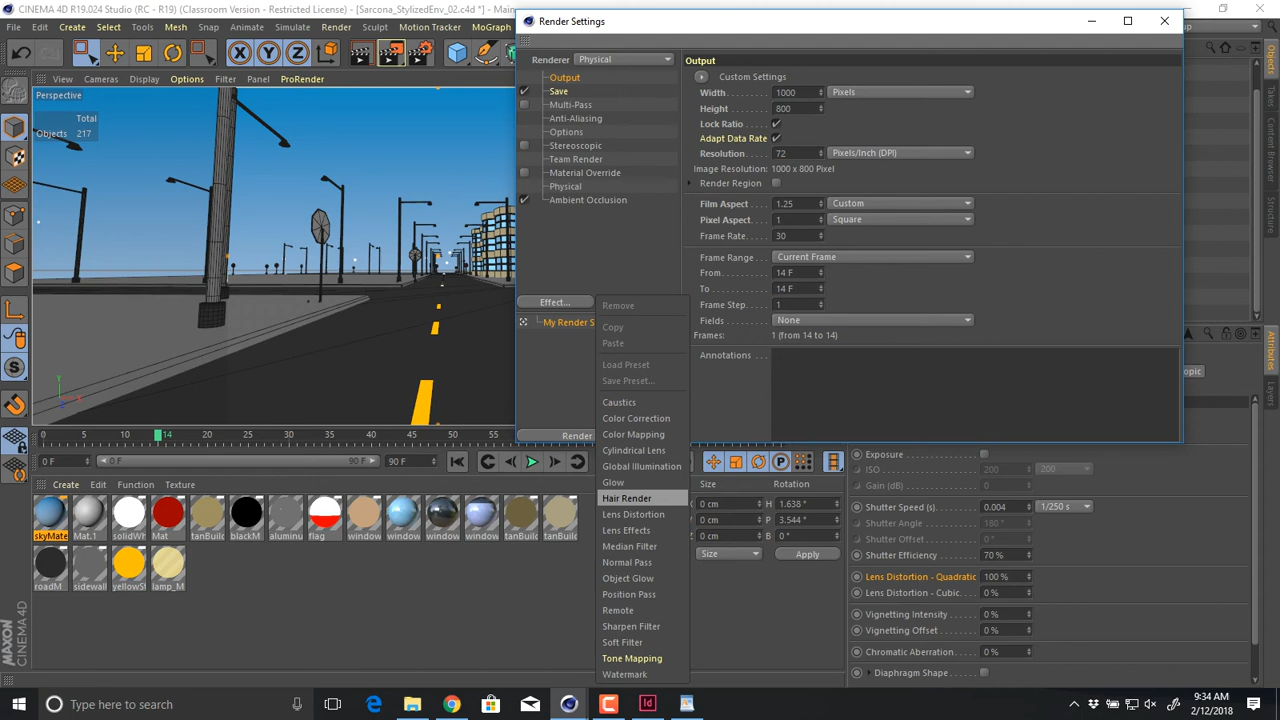 CINEMA 4D R19.024 Studio (RC - R19) (Classroom Version - Restricted License) - [Sarcona_StylizedEnv_02.c4d *] - Main
Render Settings
File Create Select Tools Mesh Snap Animate Simulate Render Sculpt Motion Tracker MoGraph
X Y Z
View Cameras Display Options Filter Panel ProRender
Perspective
Total
Objects 217
Renderer Physical
Output
Save
Multi-Pass
Anti-Aliasing
Options
Stereoscopic
Team Render
Material Override
Physical
Ambient Occlusion
Effect...
My Render S
Render
Output
Custom Settings
Width 1000 Pixels
Height 800
Lock Ratio
Adapt Data Rate
Resolution 72 Pixels/Inch (DPI)
Image Resolution: 1000 x 800 Pixel
Render Region
Film Aspect 1.25 Custom
Pixel Aspect 1 Square
Frame Rate 30
Frame Range Current Frame
From 14 F
To 14 F
Frame Step 1
Fields None
Frames: 1 (from 14 to 14)
Annotations
Remove
Copy
Paste
Load Preset
Save Preset...
Caustics
Color Correction
Color Mapping
Cylindrical Lens
Global Illumination
Glow
Hair Render
Lens Distortion
Lens Effects
Median Filter
Normal Pass
Object Glow
Position Pass
Remote
Sharpen Filter
Soft Filter
Tone Mapping
Watermark
Objects
Takes
Structure
Attributes
Layers
opic
0 5 10 14 20 25 30 35 40 45 50 55
0 F 0 F 90 F 90 F
Create Edit Function Texture
skyMate Mat.1 solidWh Mat tanBuild blackM aluminu flag window window window window tanBuil tanBuil
roadM sidewall yellowSt lamp_M
Size Rotation
0 cm H 1.638 °
0 cm P 3.544 °
0 cm B 0 °
Size Apply
Exposure
ISO 200 200
Gain (dB) 0
Shutter Speed (s) 0.004 1/250 s
Shutter Angle 180 °
Shutter Offset 0 %
Shutter Efficiency 70 %
Lens Distortion - Quadratic 100 %
Lens Distortion - Cubic 0 %
Vignetting Intensity 0 %
Vignetting Offset 0 %
Chromatic Aberration 0 %
Diaphragm Shape
MAXON CINEMA 4D
Type here to search
9:34 AM
2/12/2018